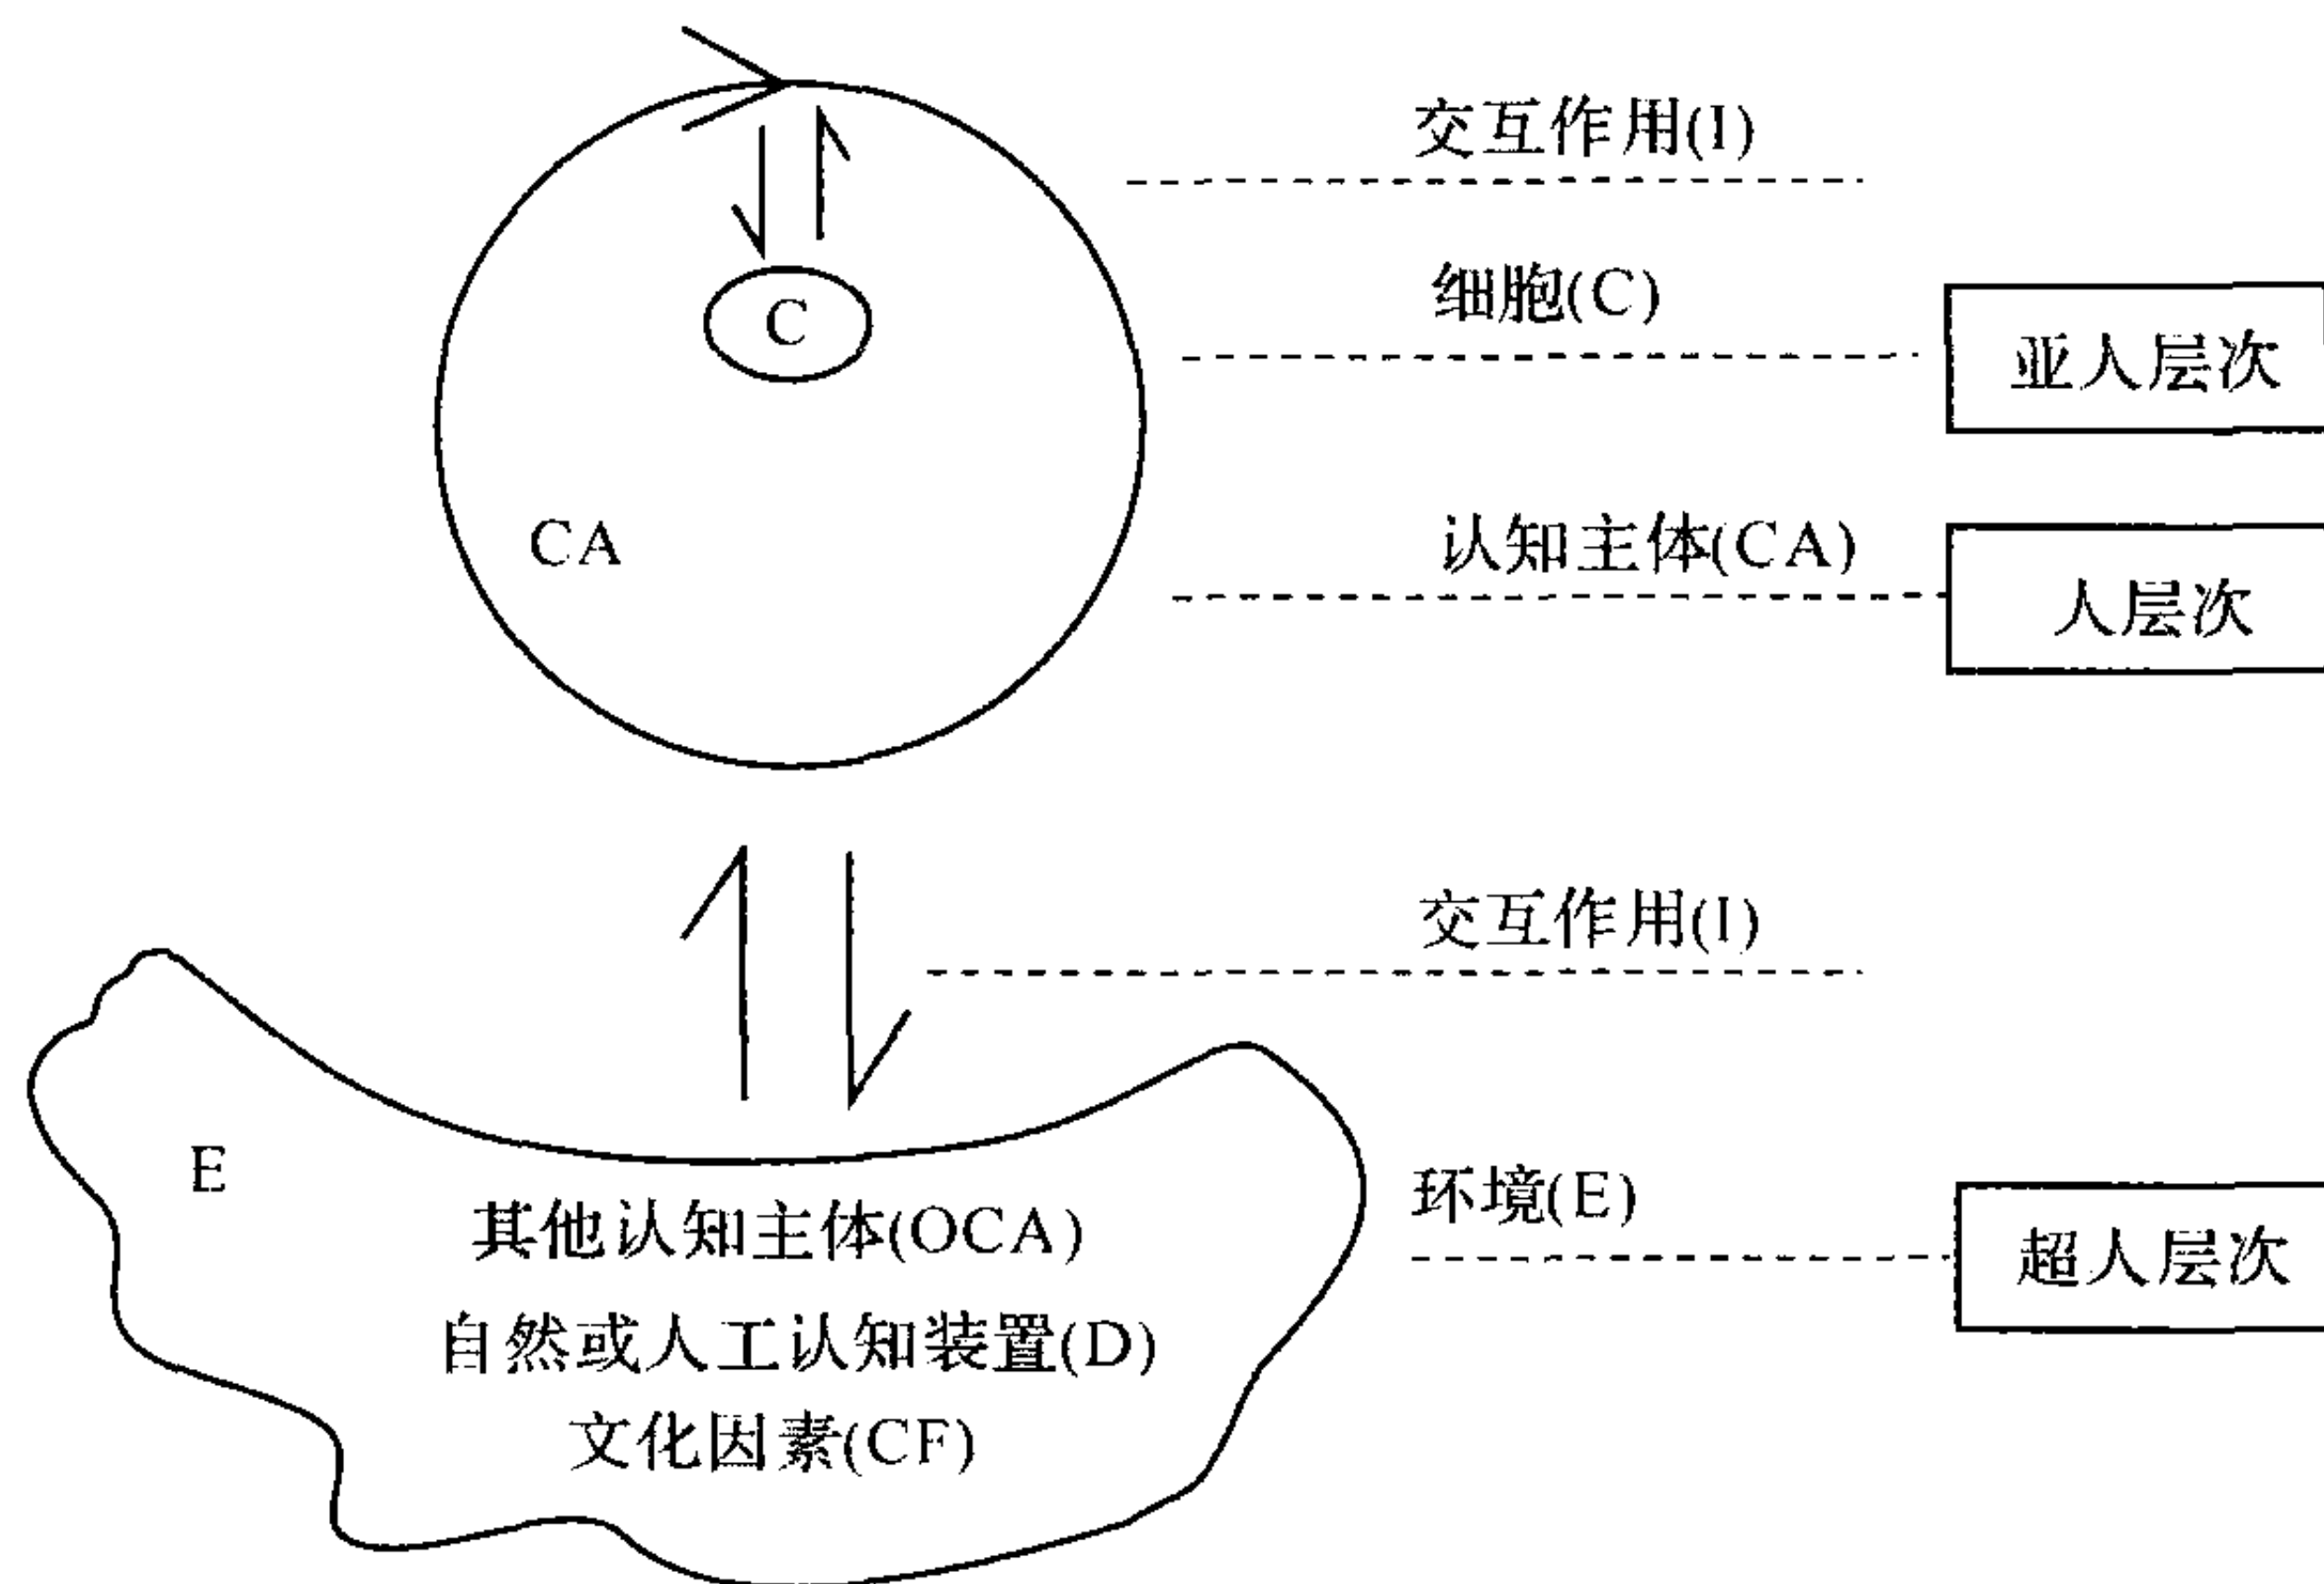 交互作用(I)
细胞(C)
C
亚人层次
认知主体(CA)
CA
人层次
交互作用(I)
E
环境(E)
其他认知主体(OCA)
超人层次
自然或人工认知装置(D)
文化因素(CF)